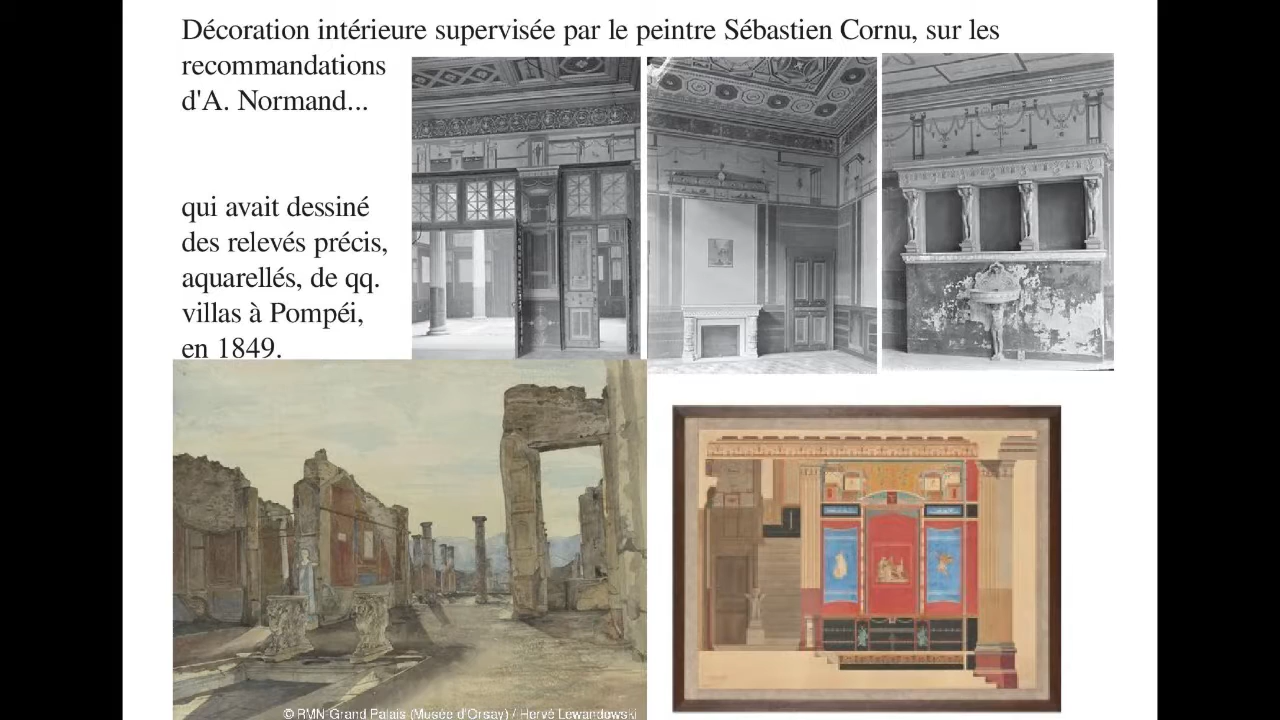 Décoration intérieure supervisée par le peintre Sébastien Cornu, sur les
recommandations
d'A. Normand...
qui avait dessiné
des relevés précis,
aquarellés, de qq.
villas à Pompéi,
en 1849.
© RMN-Grand Palais (Musée d'Orsay) / Hervé Lewandowski